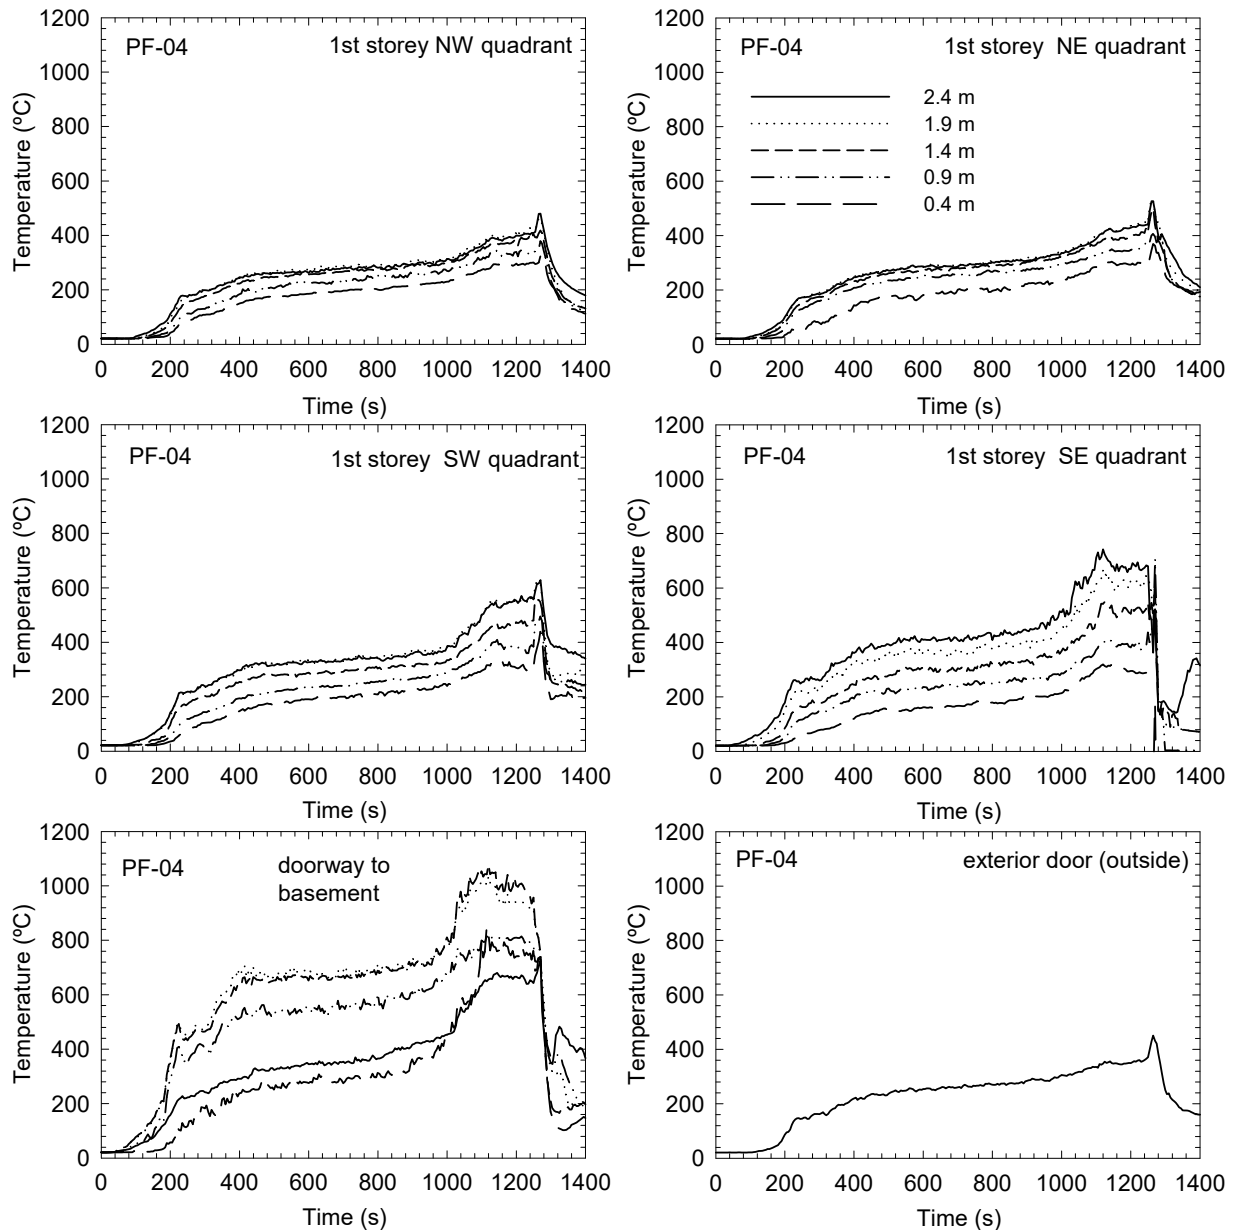 PF-04
1st storey NW quadrant
1200
1000
800
600
400
200
0
Temperature (ºC)
0 200 400 600 800 1000 1200 1400
Time (s)
PF-04
1st storey NE quadrant
2.4 m
1.9 m
1.4 m
0.9 m
0.4 m
1200
1000
800
600
400
200
0
Temperature (ºC)
0 200 400 600 800 1000 1200 1400
Time (s)
PF-04
1st storey SW quadrant
1200
1000
800
600
400
200
0
Temperature (ºC)
0 200 400 600 800 1000 1200 1400
Time (s)
PF-04
1st storey SE quadrant
1200
1000
800
600
400
200
0
Temperature (ºC)
0 200 400 600 800 1000 1200 1400
Time (s)
PF-04
doorway to
basement
1200
1000
800
600
400
200
0
Temperature (ºC)
0 200 400 600 800 1000 1200 1400
Time (s)
PF-04
exterior door (outside)
1200
1000
800
600
400
200
0
Temperature (ºC)
0 200 400 600 800 1000 1200 1400
Time (s)